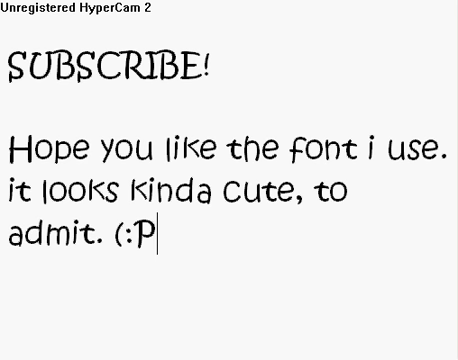 Unregistered HyperCam 2
SUBSCRIBE!
Hope you like the font i use.
it looks kinda cute, to
admit. (:P